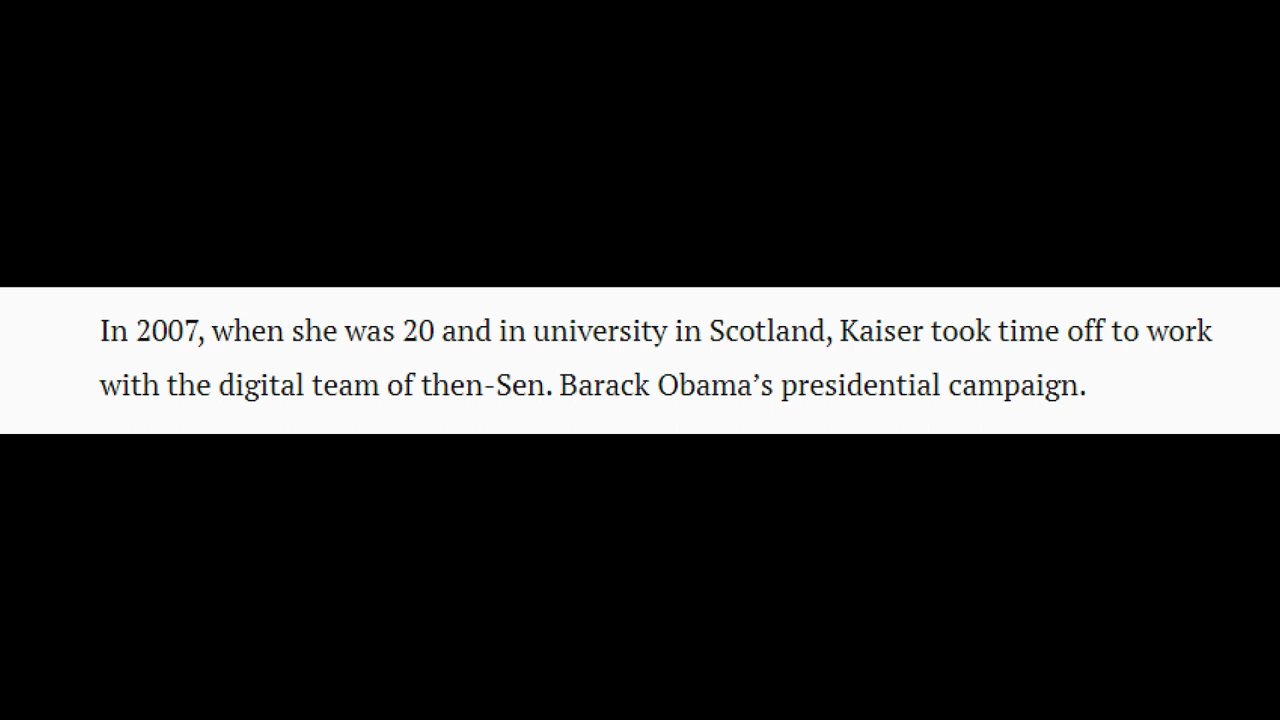 In 2007, when she was 20 and in university in Scotland, Kaiser took time off to work
with the digital team of then-Sen. Barack Obama’s presidential campaign.